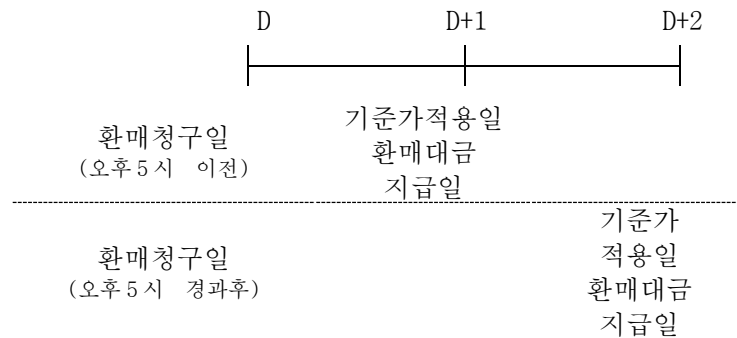 D D+1 D+2
기준가적용일
환매청구일 환매대금
(오후5시 이전) 지급일
기준가
환매청구일 적용일
(오후5시 경과후) 환매대금
지급일